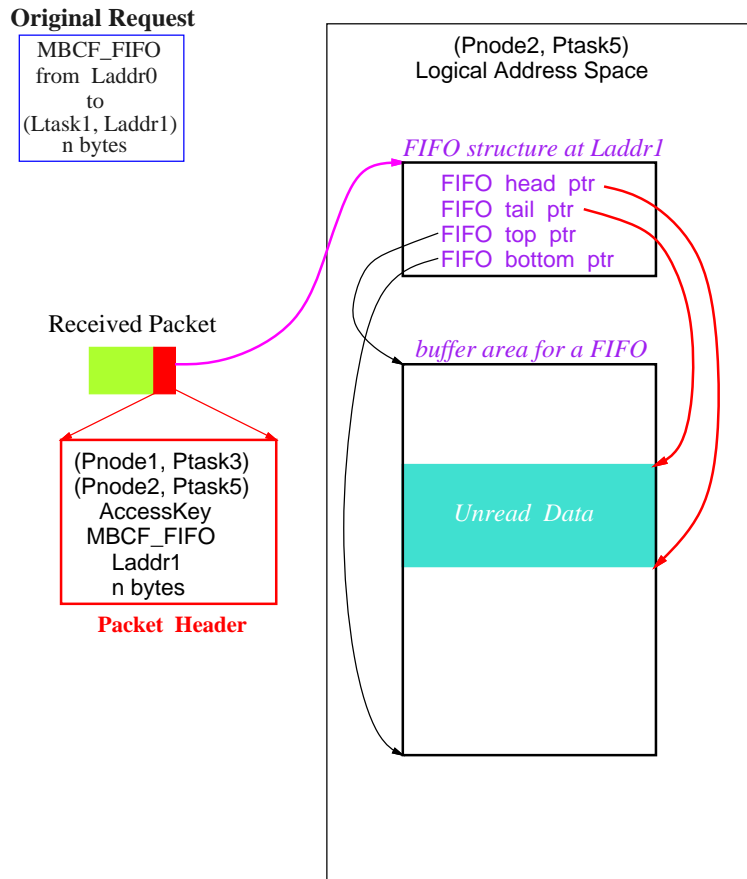 Original Request
MBCF_FIFO
from Laddr0
to
(Ltask1, Laddr1)
n bytes
(Pnode2, Ptask5)
Logical Address Space
FIFO structure at Laddr1
FIFO head ptr
FIFO tail ptr
FIFO top ptr
FIFO bottom ptr
Received Packet
buffer area for a FIFO
(Pnode1, Ptask3)
(Pnode2, Ptask5)
AccessKey
MBCF_FIFO
Laddr1
n bytes
Packet Header
Unread Data